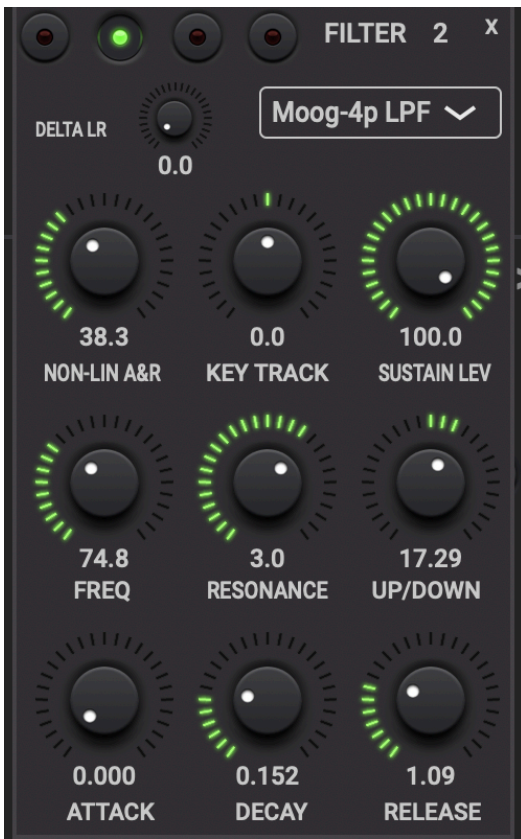 FILTER 2 X
Moog-4p LPF
DELTA LR
0.0
38.3 0.0 100.0
NON-LIN A&R KEY TRACK SUSTAIN LEV
74.8 3.0 17.29
FREQ RESONANCE UP/DOWN
0.000 0.152 1.09
ATTACK DECAY RELEASE